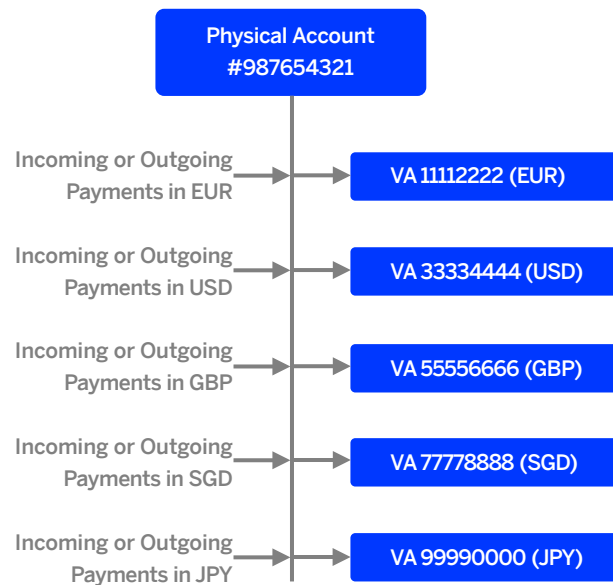 Physical Account
#987654321
Incoming or Outgoing
Payments in EUR
VA 11112222 (EUR)
Incoming or Outgoing
Payments in USD
VA 33334444 (USD)
Incoming or Outgoing
Payments in GBP
VA 55556666 (GBP)
Incoming or Outgoing
Payments in SGD
VA 77778888 (SGD)
Incoming or Outgoing
Payments in JPY
VA 99990000 (JPY)